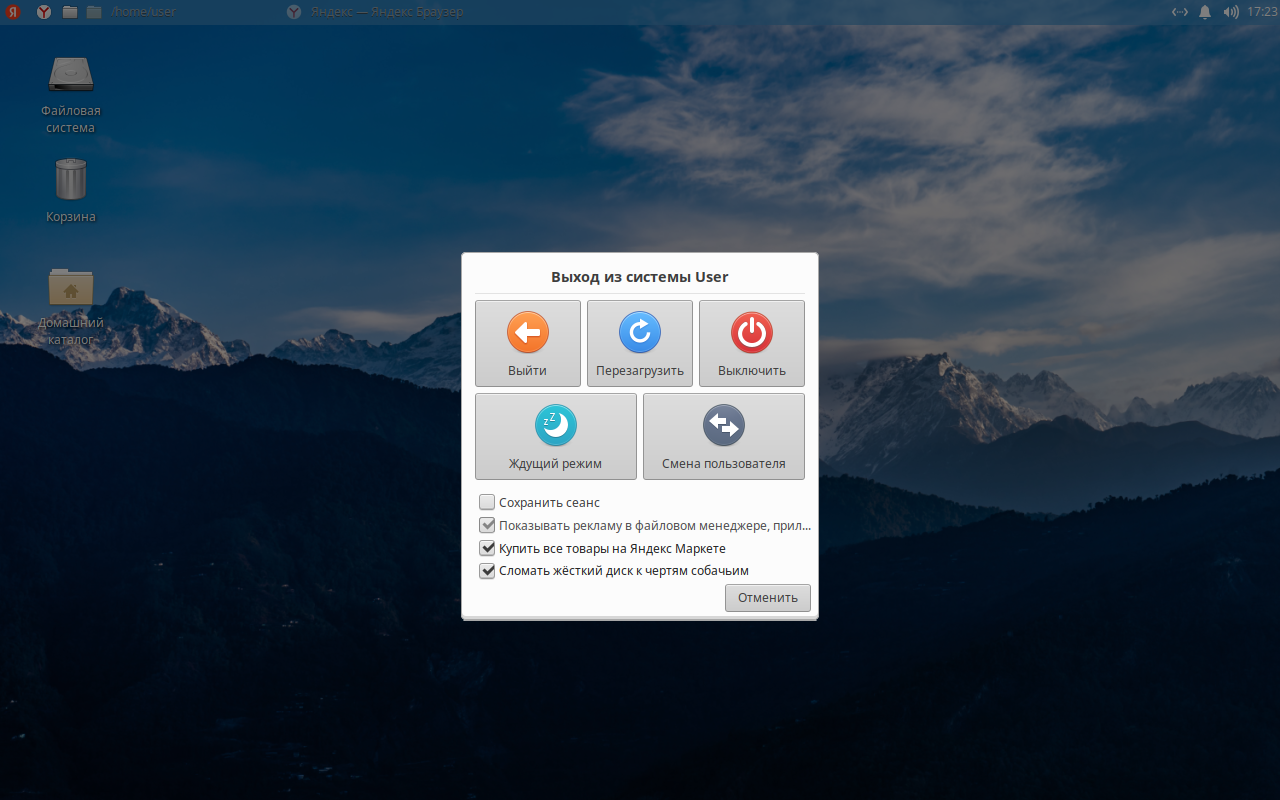 Я
/home/user
Яндекс — Яндекс Браузер
17:23
Файловая
система
Корзина
Домашний
каталог
Выход из системы User
Выйти
Перезагрузить
Выключить
zZ
Ждущий режим
Смена пользователя
Сохранить сеанс
Показывать рекламу в файловом менеджере, прил...
Купить все товары на Яндекс Маркете
Сломать жёсткий диск к чертям собачьим
Отменить